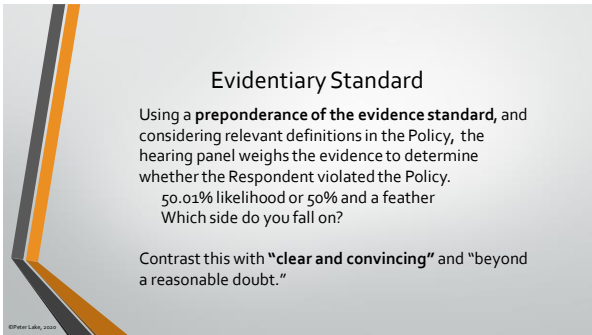 Evidentiary Standard
Using a preponderance of the evidence standard, and
considering relevant definitions in the Policy, the
hearing panel weighs the evidence to determine
whether the Respondent violated the Policy.
50.01% likelihood or 50% and a feather
Which side do you fall on?
Contrast this with “clear and convincing” and “beyond
a reasonable doubt.”
©Peter Lake, 2020